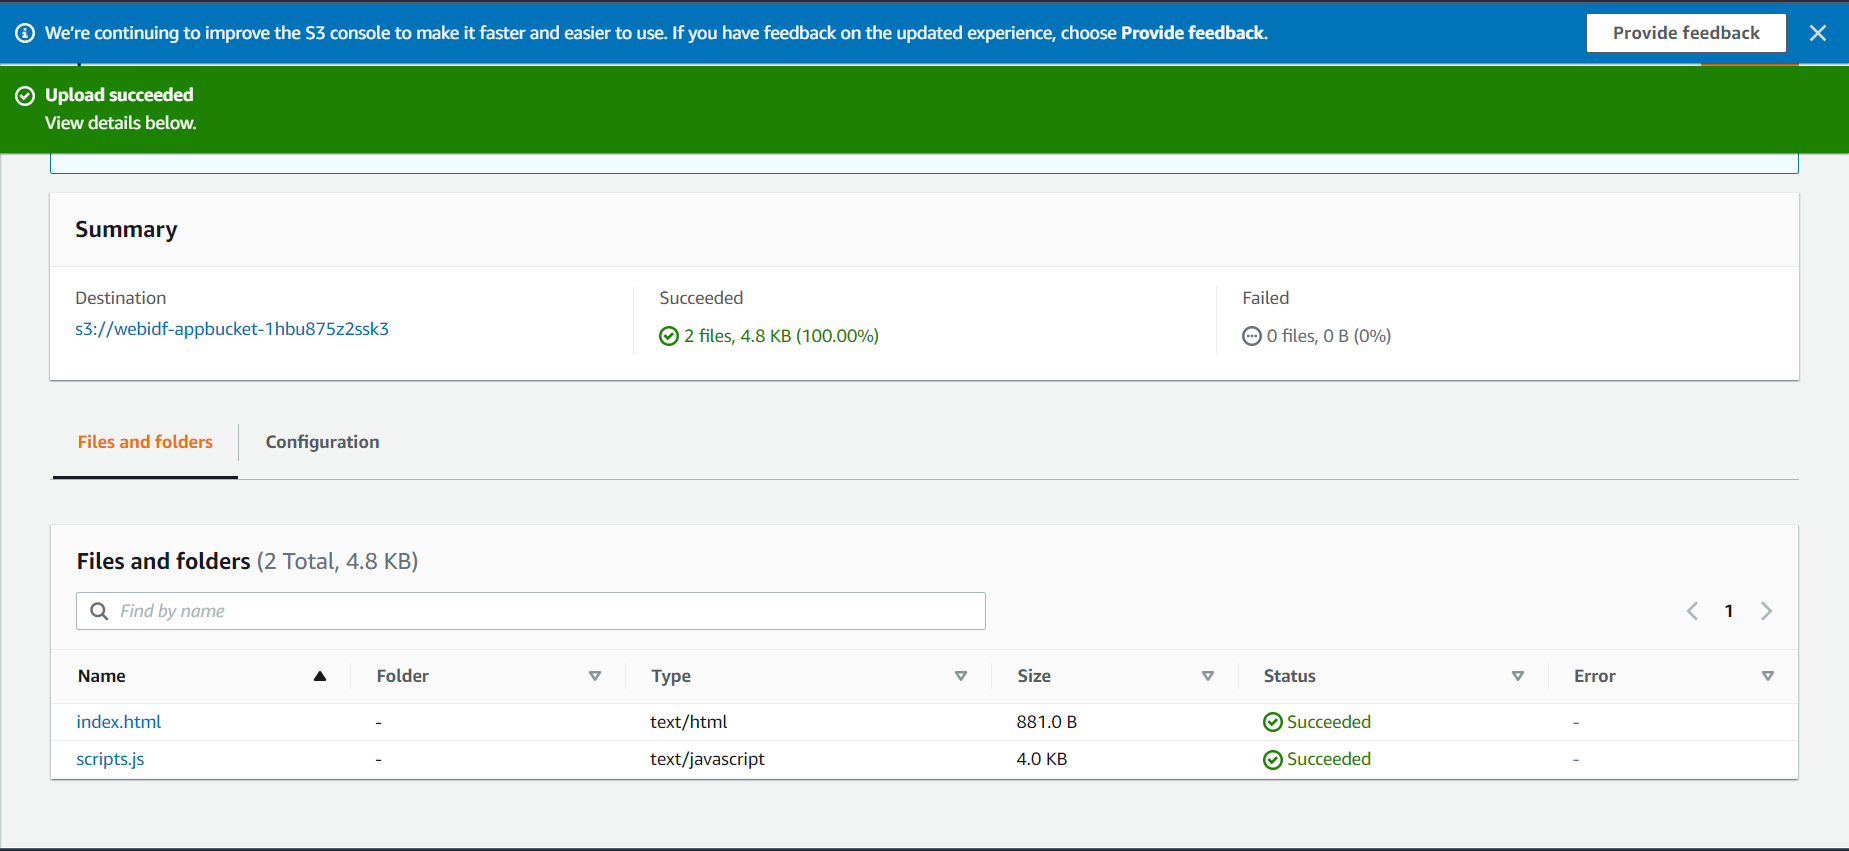 We're continuing to improve the S3 console to make it faster and easier to use. If you have feedback on the updated experience, choose Provide feedback.
Provide feedback
Upload succeeded
View details below.
Summary
Destination
s3://webidf-appbucket-1hbu875z2ssk3
Succeeded
2 files, 4.8 KB (100.00%)
Failed
0 files, 0 B (0%)
Files and folders
Configuration
Files and folders (2 Total, 4.8 KB)
Find by name
1
Name Folder Type Size Status Error
index.html - text/html 881.0 B Succeeded -
scripts.js - text/javascript 4.0 KB Succeeded -